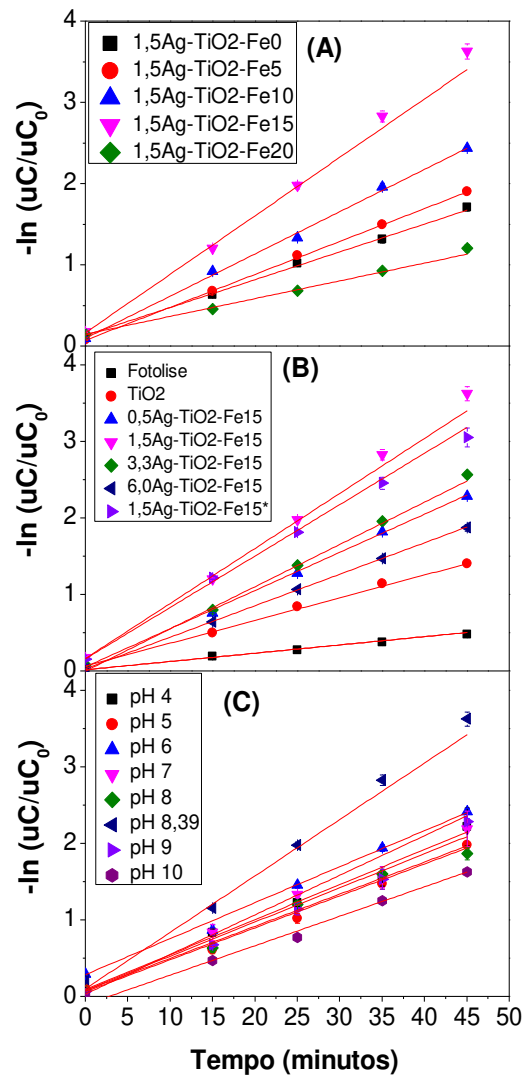 (A)
1,5Ag-TiO2-Fe0
1,5Ag-TiO2-Fe5
1,5Ag-TiO2-Fe10
1,5Ag-TiO2-Fe15
1,5Ag-TiO2-Fe20
4
3
2
1
0
-ln (uC/uC0)
(B)
Fotolise
TiO2
0,5Ag-TiO2-Fe15
1,5Ag-TiO2-Fe15
3,3Ag-TiO2-Fe15
6,0Ag-TiO2-Fe15
1,5Ag-TiO2-Fe15*
4
3
2
1
0
-ln (uC/uC0)
(C)
pH 4
pH 5
pH 6
pH 7
pH 8
pH 8,39
pH 9
pH 10
4
3
2
1
0
-ln (uC/uC0)
0 5 10 15 20 25 30 35 40 45 50
Tempo (minutos)